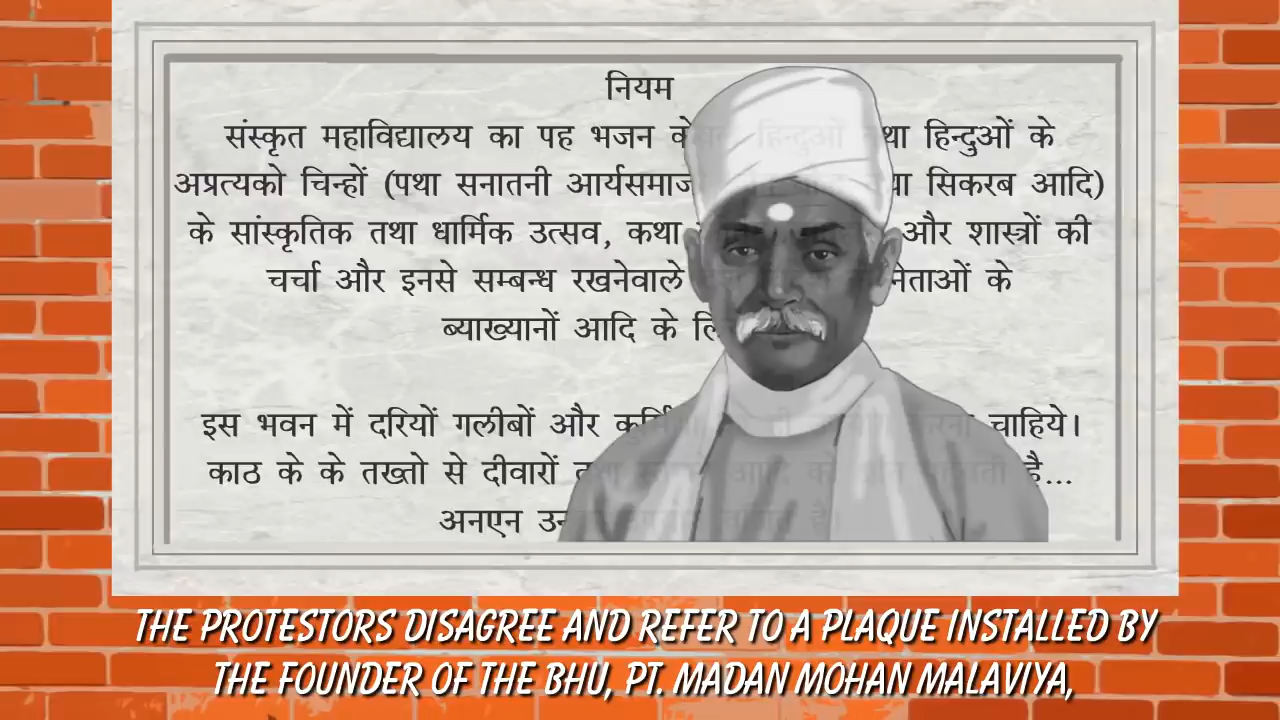 नियम
संस्कृत महाविद्यालय का पह भजन हिन्दुओं तथा हिन्दुओं के
अप्रत्यको चिन्हों (पथा सनातनी आर्यसमाज सिकरब आदि)
के सांस्कृतिक तथा धार्मिक उत्सव, कथा और शास्त्रों की
चर्चा और इनसे सम्बन्ध रखनेवाले नेताओं के
ब्याख्यानों आदि के
इस भवन में दरियों गलीबों और चाहिये।
काठ के के तख्तो से दीवारों आदि है...
अनएन
THE PROTESTORS DISAGREE AND REFER TO A PLAQUE INSTALLED BY
THE FOUNDER OF THE BHU, PT. MADAN MOHAN MALAVIYA,